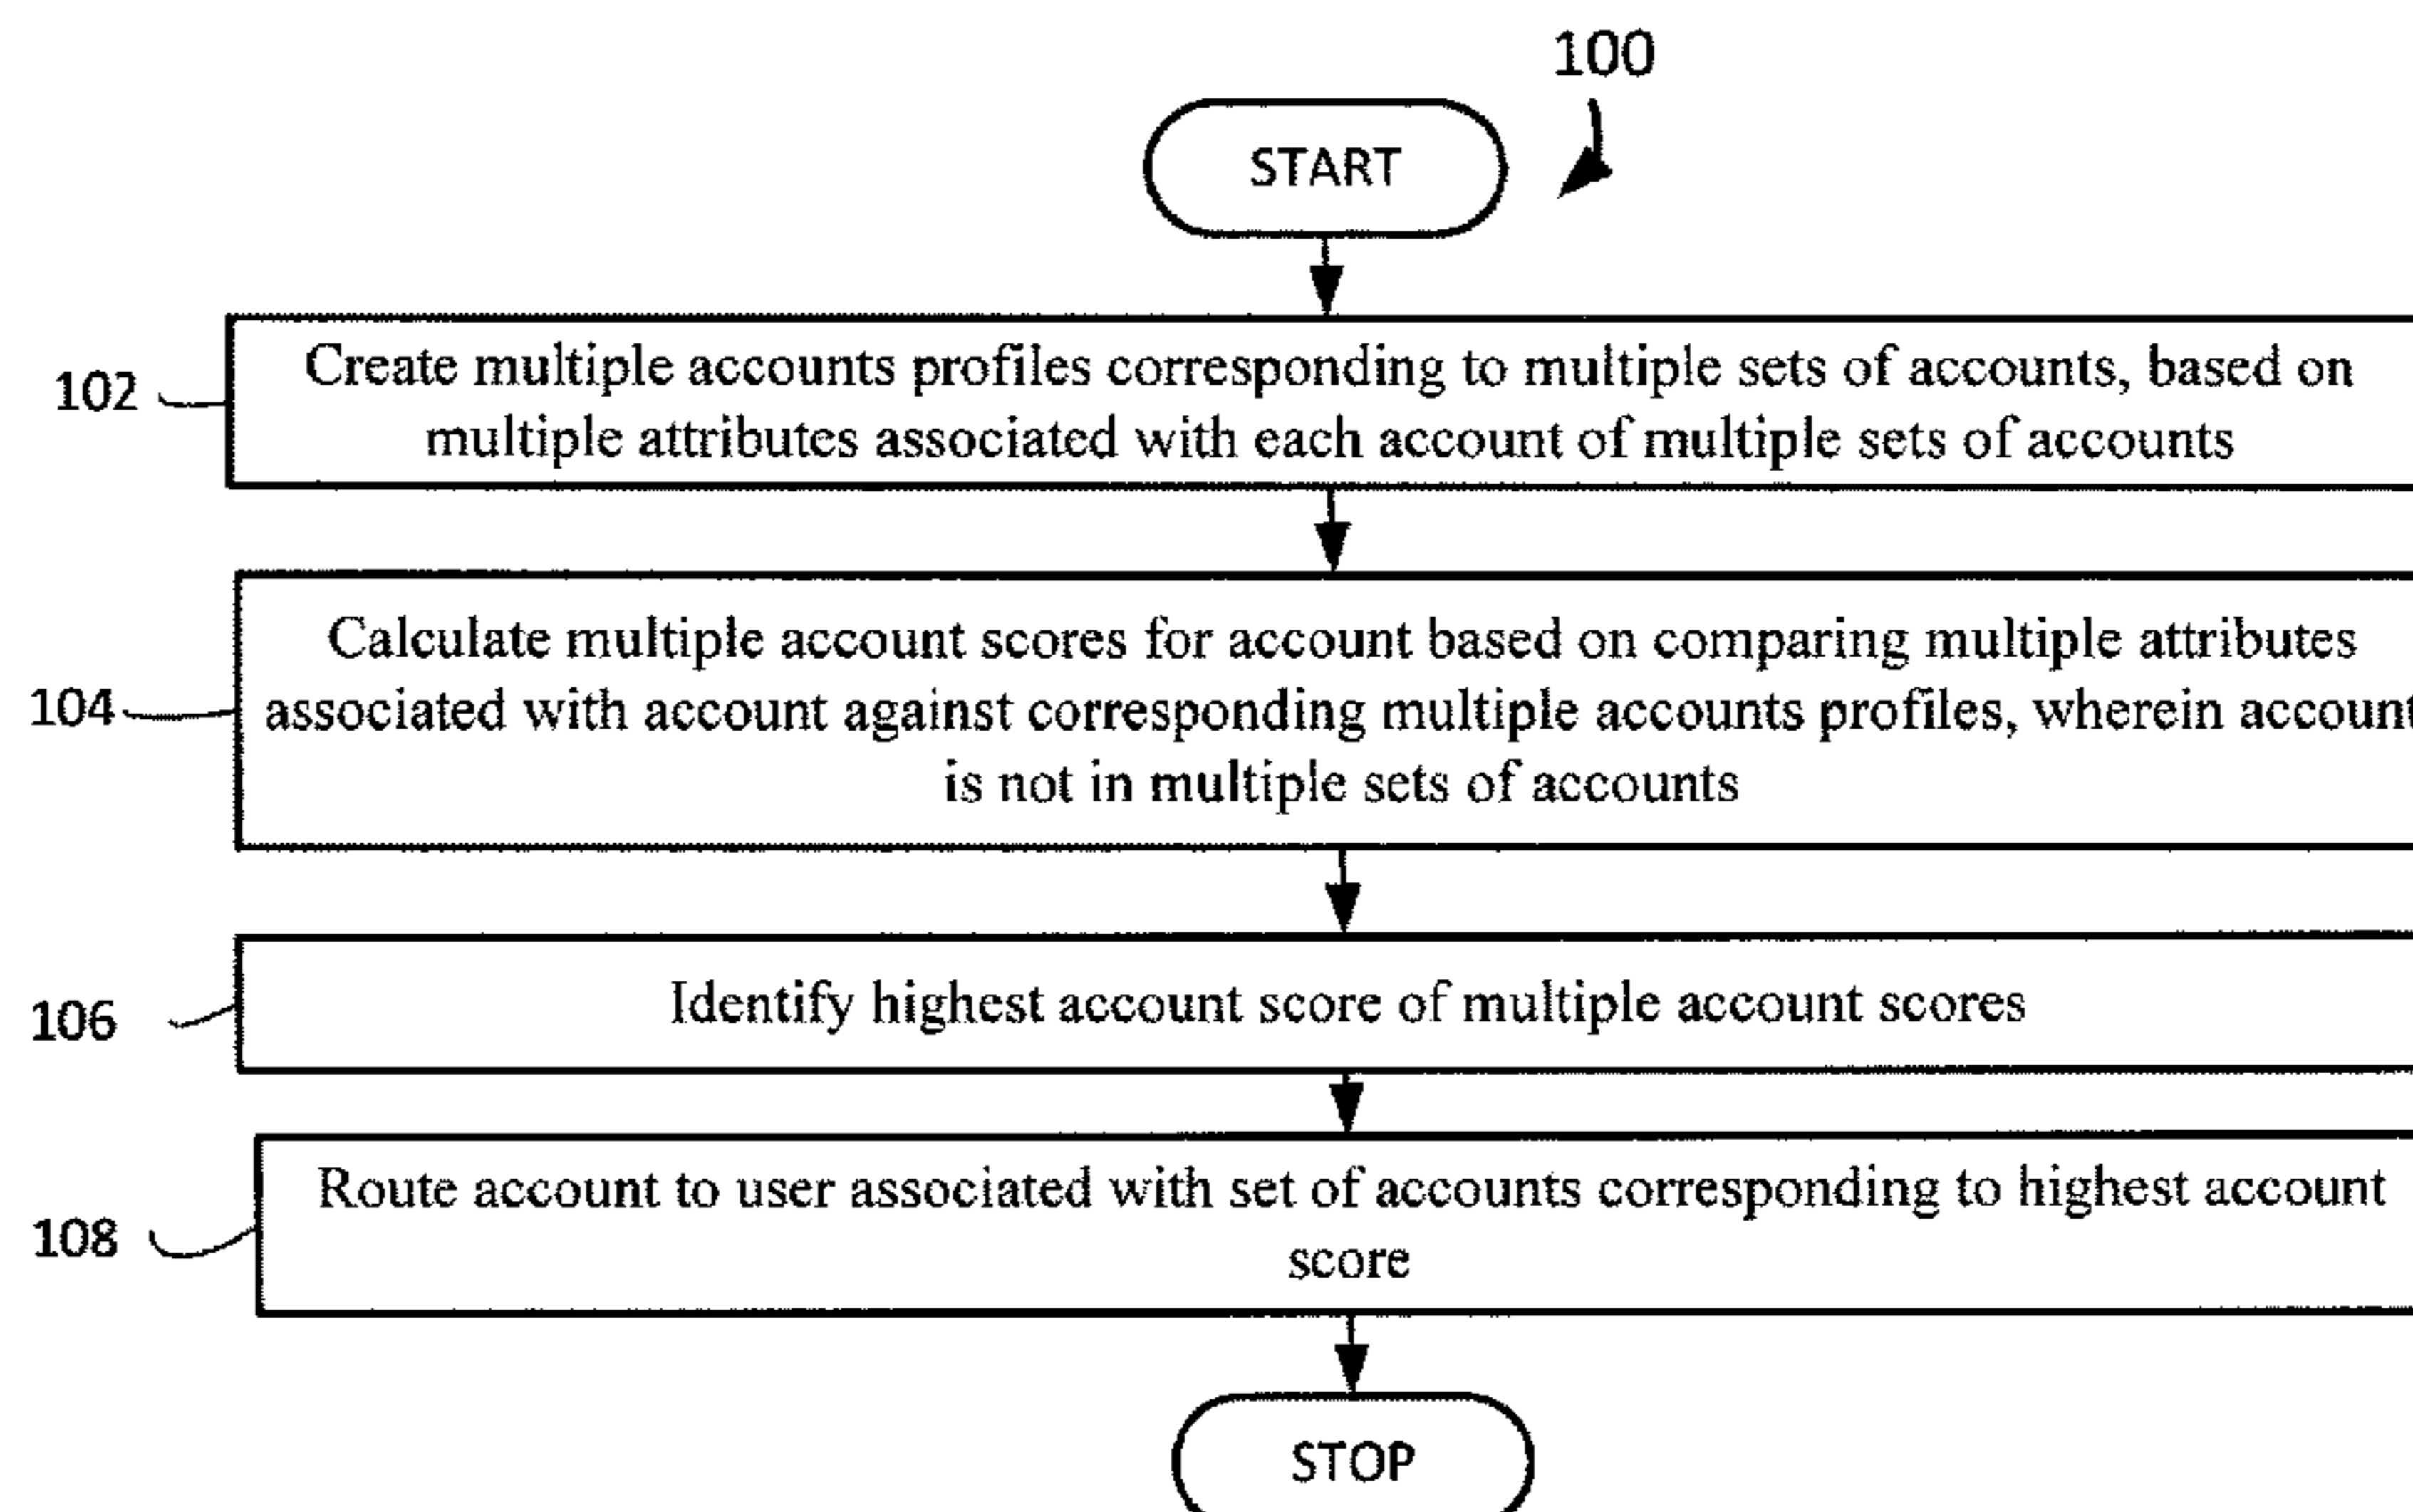 100
START
102
Create multiple accounts profiles corresponding to multiple sets of accounts, based on
multiple attributes associated with each account of multiple sets of accounts
Calculate multiple account scores for account based on comparing multiple attributes
104
associated with account against corresponding multiple accounts profiles, wherein account
is not in multiple sets of accounts
106
Identify highest account score of multiple account scores
Route account to user associated with set of accounts corresponding to highest account
108
score
STOP